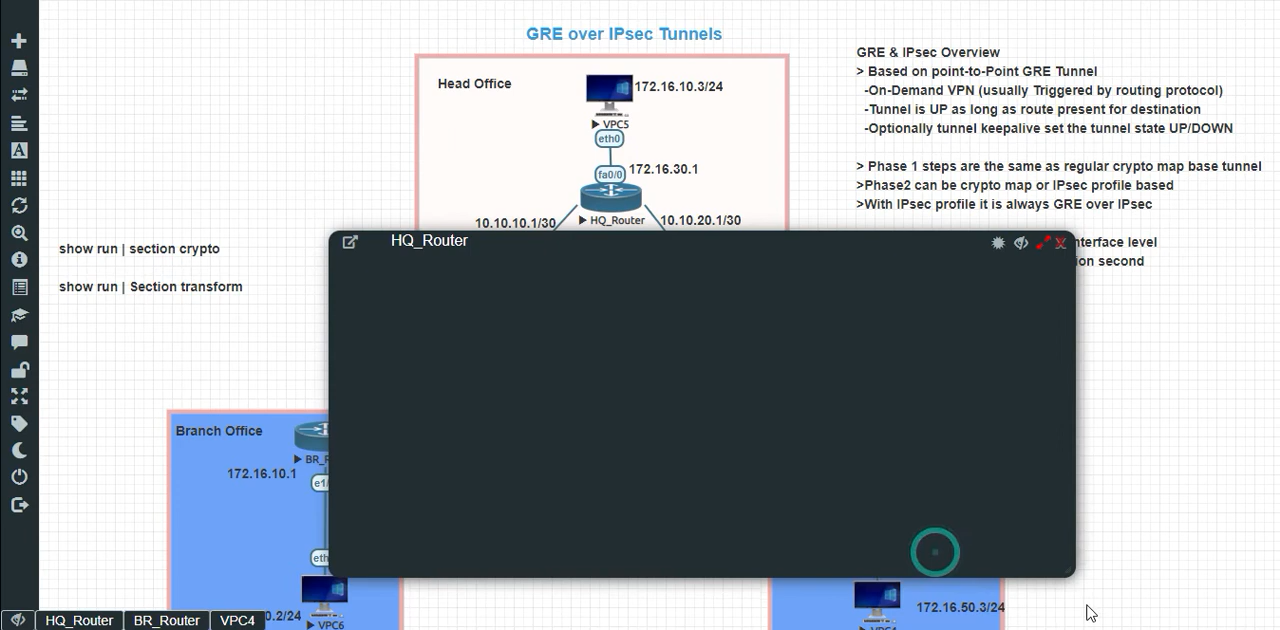 GRE over IPsec Tunnels
GRE & IPsec Overview
> Based on point-to-Point GRE Tunnel
-On-Demand VPN (usually Triggered by routing protocol)
-Tunnel is UP as long as route present for destination
-Optionally tunnel keepalive set the tunnel state UP/DOWN
> Phase 1 steps are the same as regular crypto map base tunnel
>Phase2 can be crypto map or IPsec profile based
>With IPsec profile it is always GRE over IPsec
nterface level
ion second
Head Office
172.16.10.3/24
VPC5
eth0
172.16.30.1
fa0/0
10.10.10.1/30
HQ_Router
10.10.20.1/30
show run | section crypto
show run | Section transform
HQ_Router
Branch Office
BR_R
172.16.10.1
e1/
eth
0.2/24
VPC6
172.16.50.3/24
HQ_Router
BR_Router
VPC4